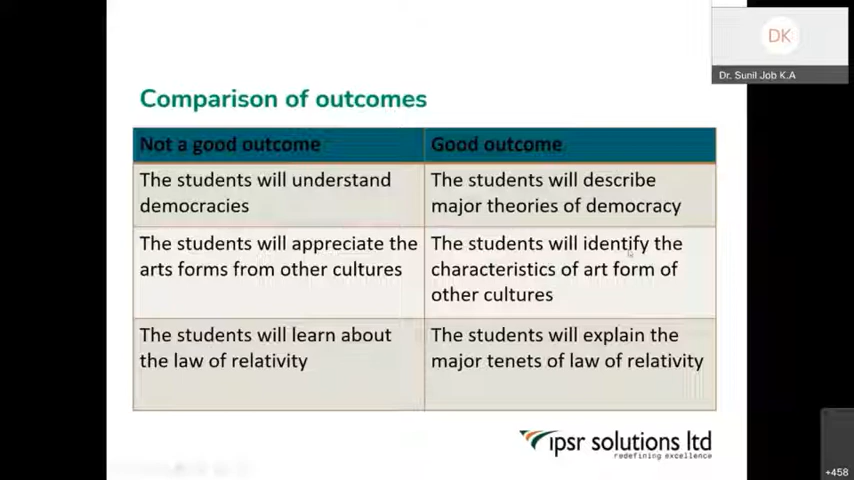 DK
Dr. Sunil Job K.A
Comparison of outcomes
Not a good outcome
Good outcome
The students will understand
democracies
The students will describe
major theories of democracy
The students will appreciate the
arts forms from other cultures
The students will identify the
characteristics of art form of
other cultures
The students will learn about
the law of relativity
The students will explain the
major tenets of law of relativity
ipsr solutions ltd
redefining excellence
+458